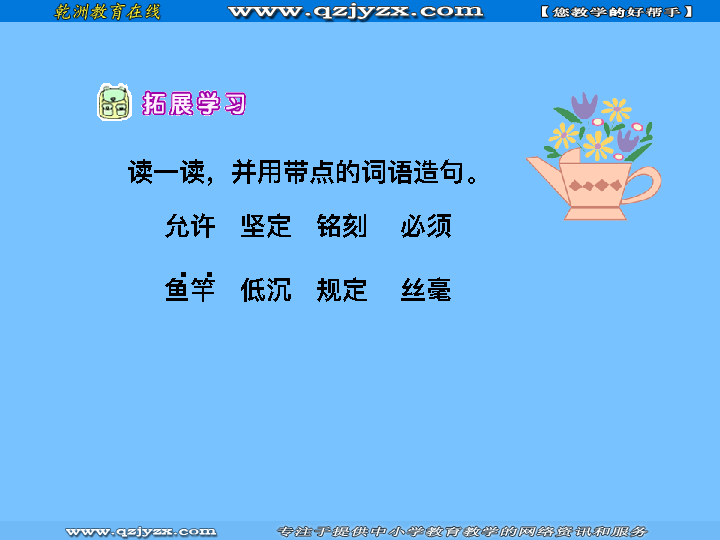 乾洲教育在线 www.qzjyzx.com 【您教学的好帮手】
拓展学习
读一读，并用带点的词语造句。
允许 坚定 铭刻 必须
鱼竿 低沉 规定 丝毫
www.qzjyzx.com 专注于提供中小学教育教学的网络资讯和服务